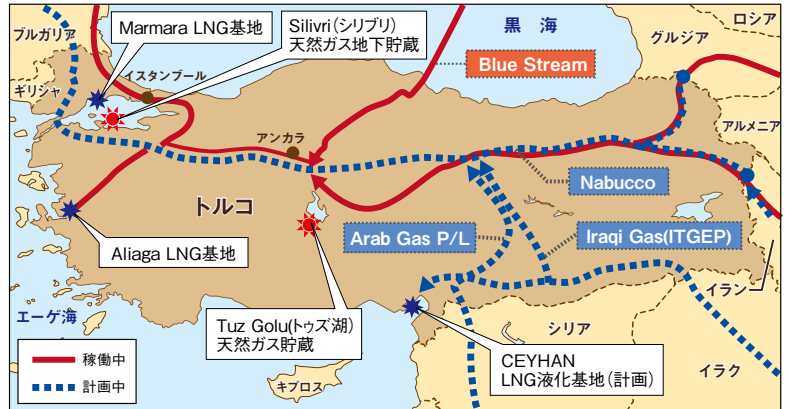 ブルガリア
Marmara LNG基地
Silivri(シリブリ)
天然ガス地下貯蔵
黒 海
ロシア
グルジア
Blue Stream
ギリシャ
イスタンブール
アンカラ
アルメニア
Nabucco
トルコ
Arab Gas P/L
Iraqi Gas(ITGEP)
Aliaga LNG基地
イラン
エーゲ海
Tuz Golu(トゥズ湖)
天然ガス貯蔵
シリア
CEYHAN
LNG液化基地(計画)
イラク
キプロス
稼働中
計画中